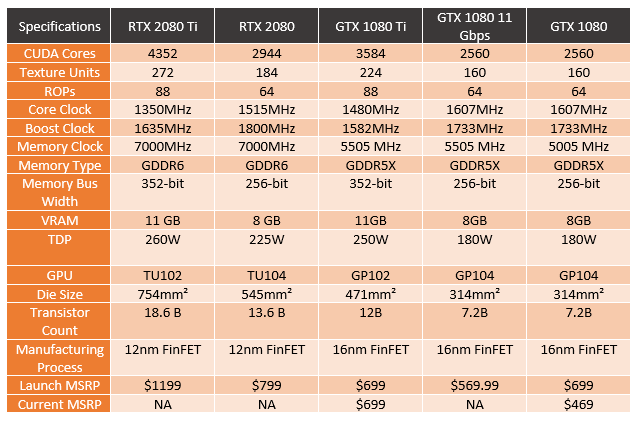 Specifications RTX 2080 Ti RTX 2080 GTX 1080 Ti GTX 1080 11 Gbps GTX 1080
CUDA Cores 4352 2944 3584 2560 2560
Texture Units 272 184 224 160 160
ROPs 88 64 88 64 64
Core Clock 1350MHz 1515MHz 1480MHz 1607MHz 1607MHz
Boost Clock 1635MHz 1800MHz 1582MHz 1733MHz 1733MHz
Memory Clock 7000MHz 7000MHz 5505 MHz 5505 MHz 5005 MHz
Memory Type GDDR6 GDDR6 GDDR5X GDDR5X GDDR5X
Memory Bus Width 352-bit 256-bit 352-bit 256-bit 256-bit
VRAM 11 GB 8 GB 11GB 8GB 8GB
TDP 260W 225W 250W 180W 180W
GPU TU102 TU104 GP102 GP104 GP104
Die Size 754mm² 545mm² 471mm² 314mm² 314mm²
Transistor Count 18.6 B 13.6 B 12B 7.2B 7.2B
Manufacturing Process 12nm FinFET 12nm FinFET 16nm FinFET 16nm FinFET 16nm FinFET
Launch MSRP $1199 $799 $699 $569.99 $699
Current MSRP NA NA $699 NA $469